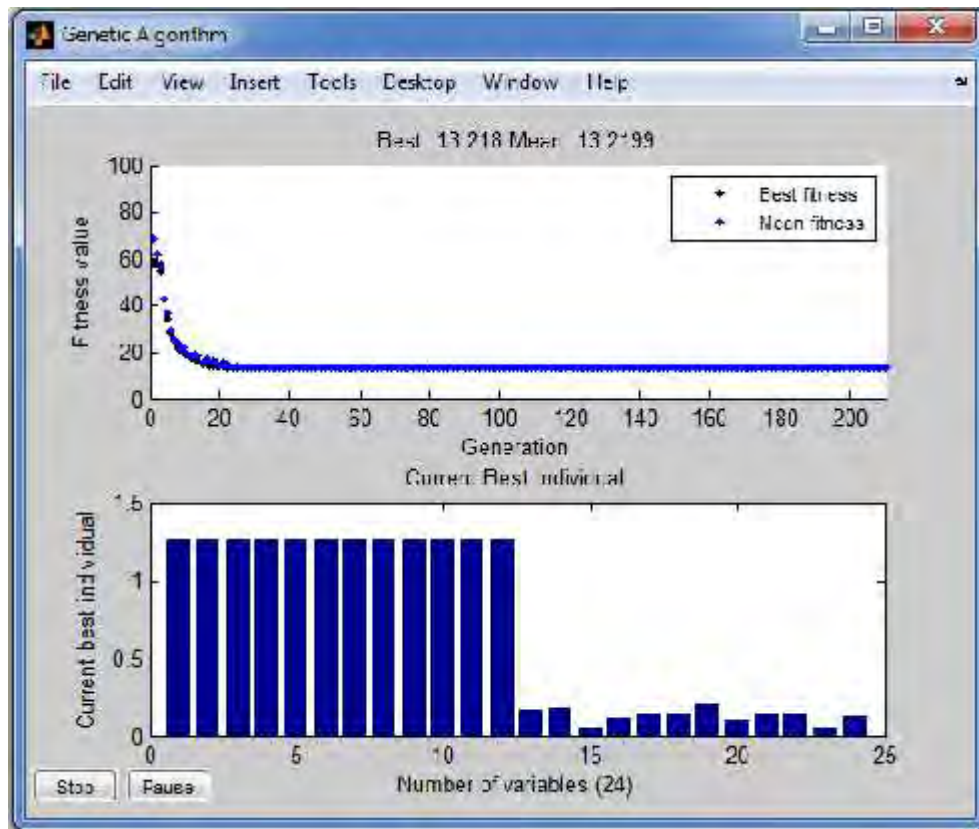 Genetic Algorithm
File Edit View Insert Tools Desktop Window Help
Best: 13.218 Mean: 13.2199
100
80
60
40
20
0
Fitness value
Best fitness
Mean fitness
0 20 40 60 80 100 120 140 160 180 200
Generation
Current Best Individual
1.5
1
0.5
0
Current best individual
0 5 10 15 20 25
Number of variables (24)
Stop Pause